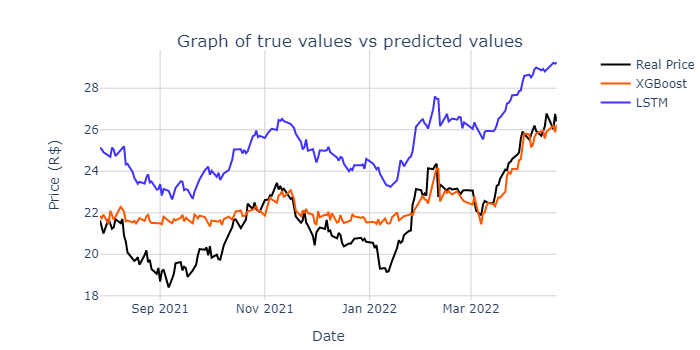 Graph of true values vs predicted values
Real Price
XGBoost
LSTM
Price (R$)
28
26
24
22
20
18
Sep 2021
Nov 2021
Jan 2022
Mar 2022
Date